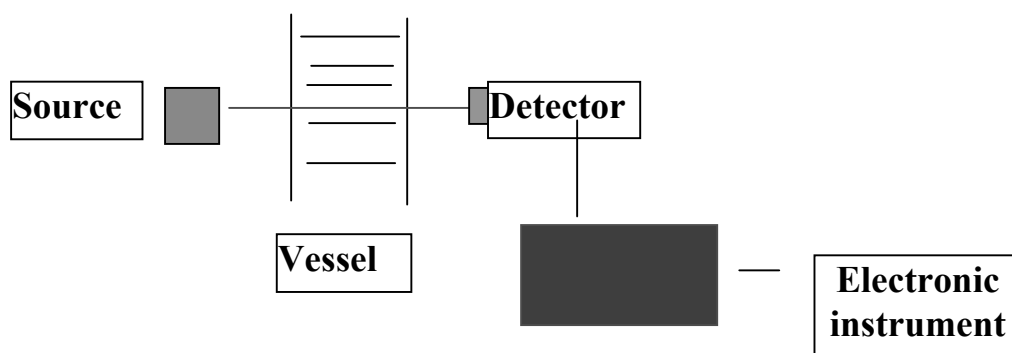 Source
Detector
Vessel
Electronic
instrument